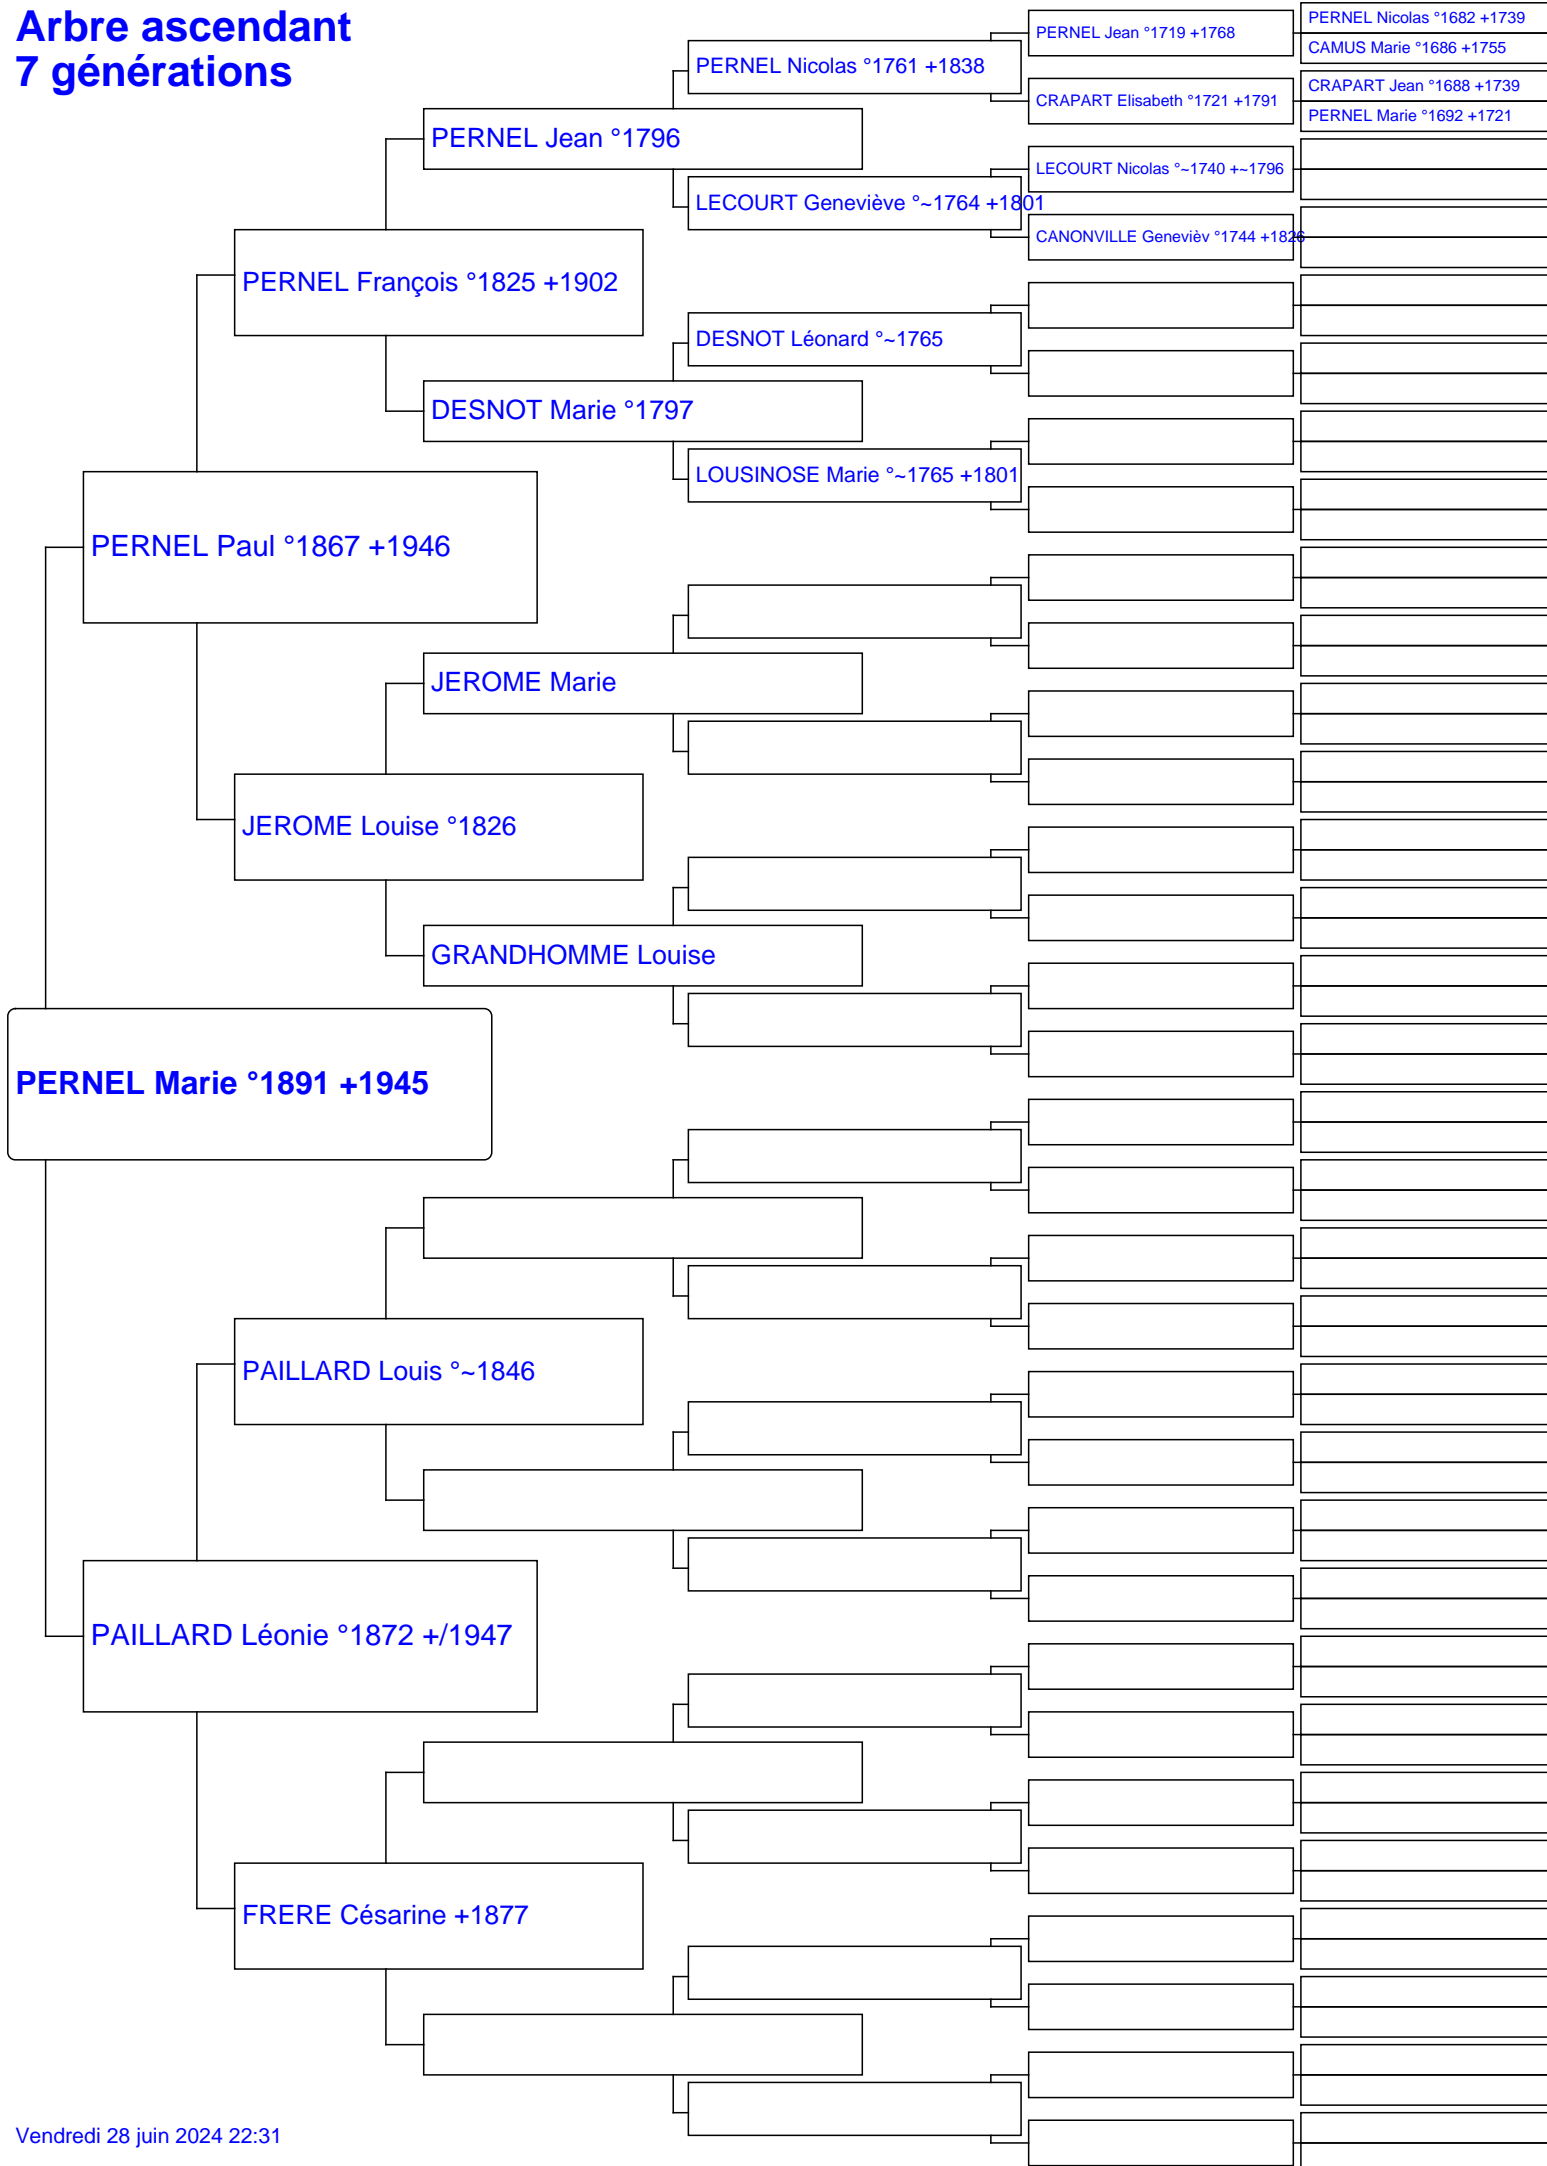 Arbre ascendant
7 générations
PERNEL Nicolas °1682 +1739
PERNEL Jean °1719 +1768
CAMUS Marie °1686 +1755
PERNEL Nicolas °1761 +1838
CRAPART Jean °1688 +1739
CRAPART Elisabeth °1721 +1791
PERNEL Marie °1692 +1721
PERNEL Jean °1796
LECOURT Nicolas °~1740 +~1796
LECOURT Geneviève °~1764 +1801
CANONVILLE Genevièv °1744 +1826
PERNEL François °1825 +1902
DESNOT Léonard °~1765
DESNOT Marie °1797
LOUSINOSE Marie °~1765 +1801
PERNEL Paul °1867 +1946
JEROME Marie
JEROME Louise °1826
GRANDHOMME Louise
PERNEL Marie °1891 +1945
PAILLARD Louis °~1846
PAILLARD Léonie °1872 +/1947
FRERE Césarine +1877
Vendredi 28 juin 2024 22:31